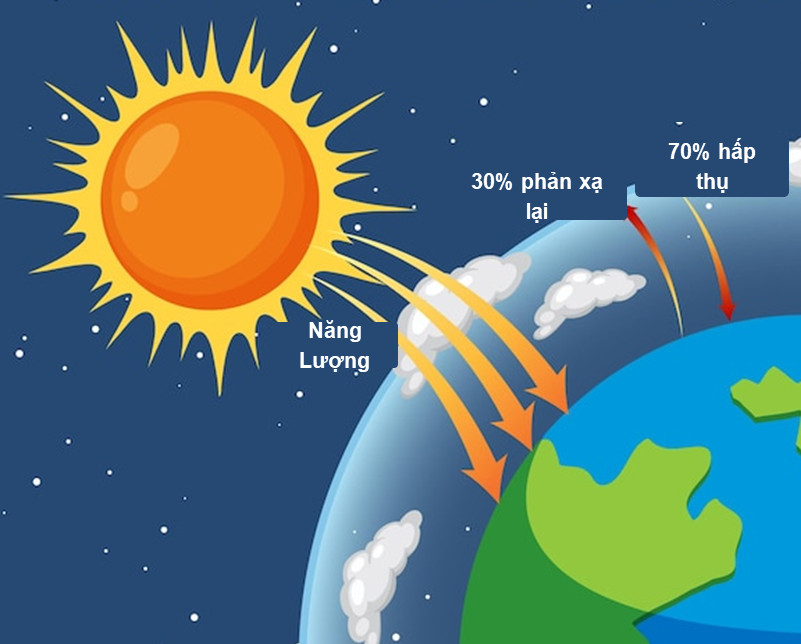 70% hấp
thụ
30% phản xạ
lại
Năng
Lượng